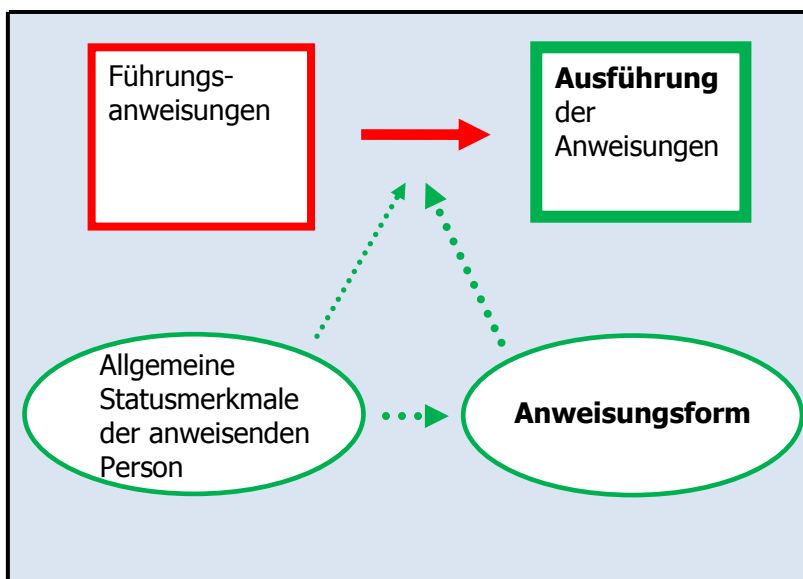 Führungs-
anweisungen
Ausführung
der
Anweisungen
Allgemeine
Statusmerkmale
der anweisenden
Person
Anweisungsform